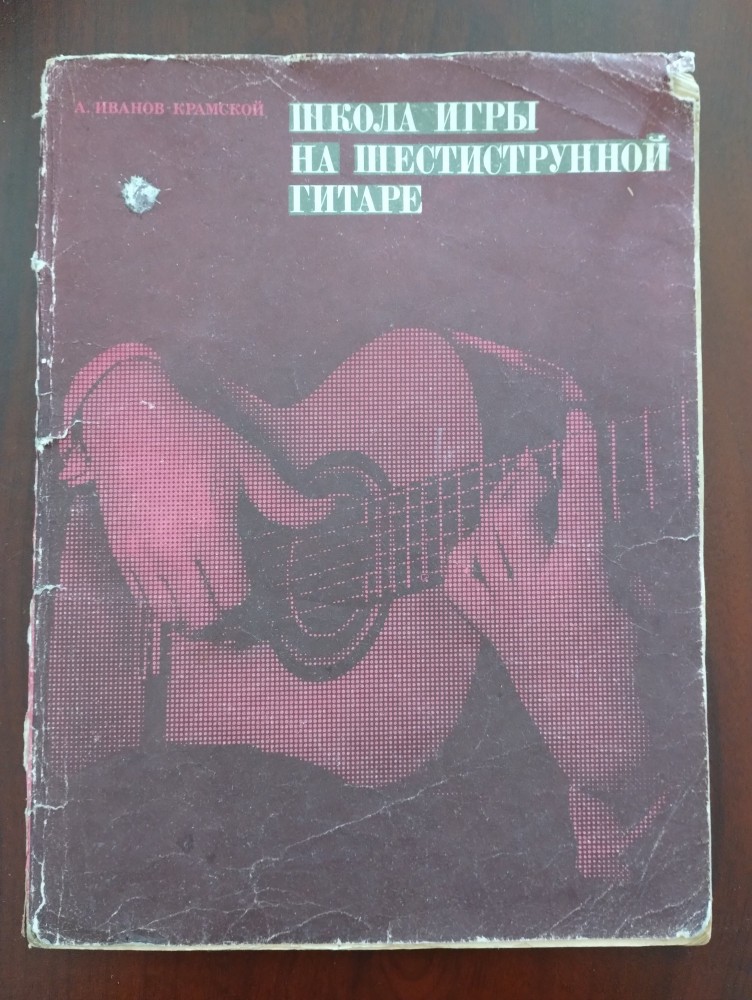 А. ИВАНОВ-КРАМСКОЙ
ШКОЛА ИГРЫ
НА ШЕСТИСТРУННОЙ
ГИТАРЕ